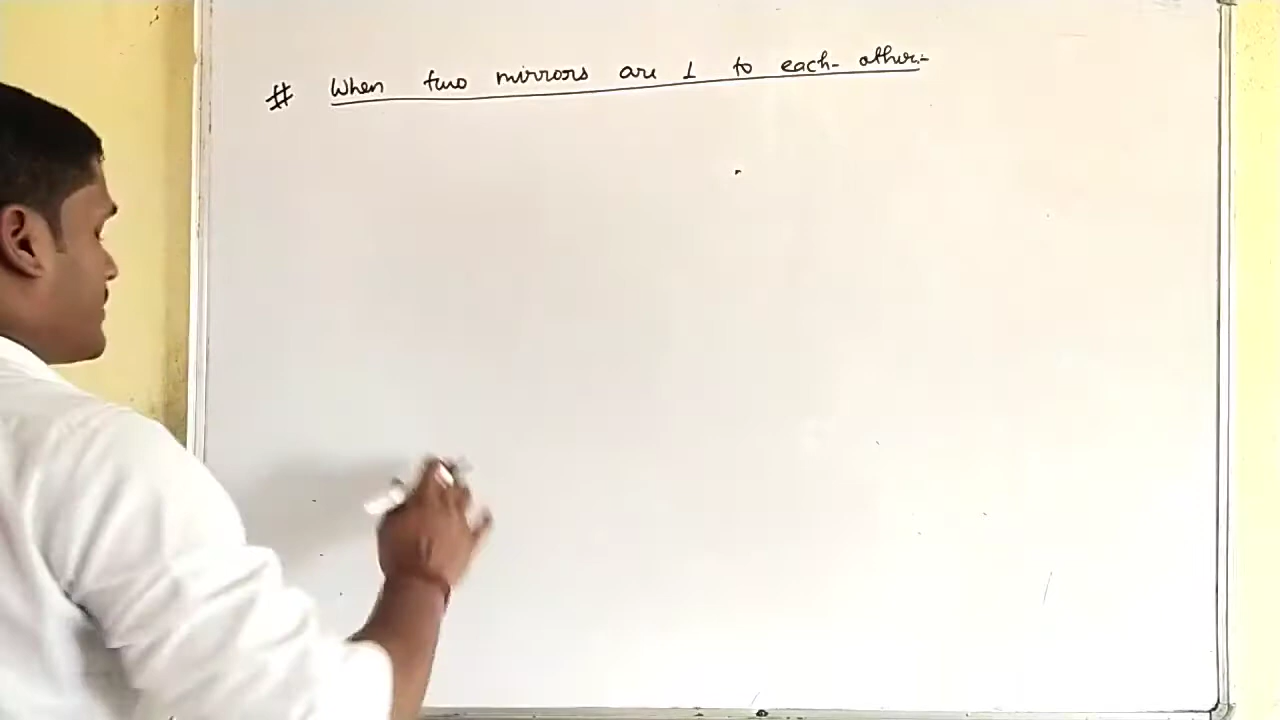 # When two mirrors are ⊥ to each-other:-